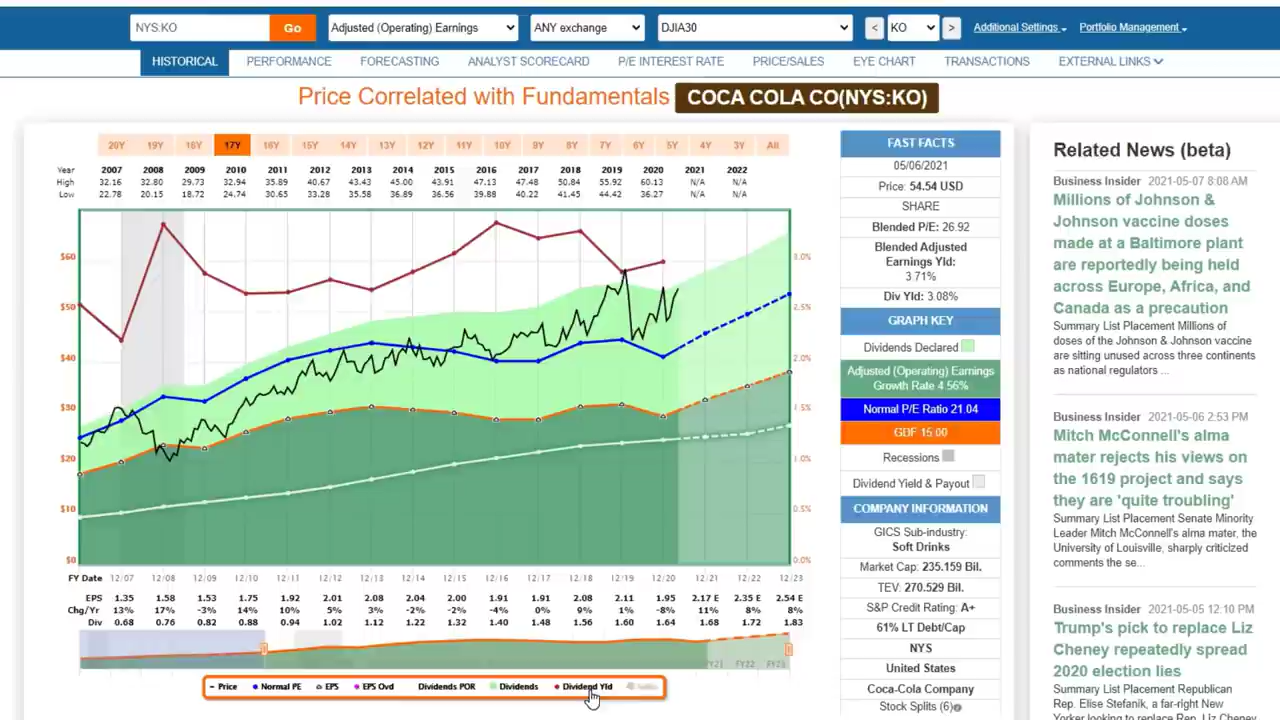 NYS:KO Go Adjusted (Operating) Earnings ANY exchange DJIA30 < KO > Additional Settings Portfolio Management
HISTORICAL PERFORMANCE FORECASTING ANALYST SCORECARD P/E INTEREST RATE PRICE/SALES EYE CHART TRANSACTIONS EXTERNAL LINKS
Price Correlated with Fundamentals COCA COLA CO(NYS:KO)
20Y 19Y 18Y 17Y 16Y 15Y 14Y 13Y 12Y 11Y 10Y 9Y 8Y 7Y 6Y 5Y 4Y 3Y All
Year 2007 2008 2009 2010 2011 2012 2013 2014 2015 2016 2017 2018 2019 2020 2021 2022
High 32.16 32.80 29.73 32.94 35.89 40.67 43.43 45.00 43.91 47.13 47.48 50.84 55.92 60.13 N/A N/A
Low 22.78 20.15 18.72 24.74 30.65 33.28 35.58 36.89 36.56 39.88 40.22 41.45 44.42 36.27 N/A N/A
$60 3.0%
$50 2.5%
$40 2.0%
$30 1.5%
$20 1.0%
$10 0.5%
$0 0.0%
FY Date 12/07 12/08 12/09 12/10 12/11 12/12 12/13 12/14 12/15 12/16 12/17 12/18 12/19 12/20 12/21 12/22 12/23
EPS 1.35 1.58 1.53 1.75 1.92 2.01 2.08 2.04 2.00 1.91 1.91 2.08 2.11 1.95 2.17 E 2.35 E 2.54 E
Chg/Yr 13% 17% -3% 14% 10% 5% 3% -2% -2% -4% 0% 9% 1% -8% 11% 8% 8%
Div 0.68 0.76 0.82 0.88 0.94 1.02 1.12 1.22 1.32 1.40 1.48 1.56 1.60 1.64 1.68 1.72 1.83
FY21 FY22 FY23
Price Normal PE EPS EPS Ovd Dividends POR Dividends Dividend Yld
FAST FACTS
05/06/2021
Price: 54.54 USD
SHARE
Blended P/E: 26.92
Blended Adjusted
Earnings Yld:
3.71%
Div Yld: 3.08%
GRAPH KEY
Dividends Declared
Adjusted (Operating) Earnings
Growth Rate 4.56%
Normal P/E Ratio 21.04
GDF 15.00
Recessions
Dividend Yield & Payout
COMPANY INFORMATION
GICS Sub-industry:
Soft Drinks
Market Cap: 235.159 Bil.
TEV: 270.529 Bil.
S&P Credit Rating: A+
61% LT Debt/Cap
NYS
United States
Coca-Cola Company
Stock Splits (6)
Related News (beta)
Business Insider 2021-05-07 8:08 AM
Millions of Johnson &
Johnson vaccine doses
made at a Baltimore plant
are reportedly being held
across Europe, Africa, and
Canada as a precaution
Summary List Placement Millions of
doses of the Johnson & Johnson vaccine
are sitting unused across three continents
as national regulators ...
Business Insider 2021-05-06 2:53 PM
Mitch McConnell's alma
mater rejects his views on
the 1619 project and says
they are 'quite troubling'
Summary List Placement Senate Minority
Leader Mitch McConnell's alma mater, the
University of Louisville, sharply criticized
comments the se...
Business Insider 2021-05-05 12:10 PM
Trump's pick to replace Liz
Cheney repeatedly spread
2020 election lies
Summary List Placement Republican
Rep. Elise Stefanik, a far-right New
Yorker looking to replace Rep. Liz Cheney